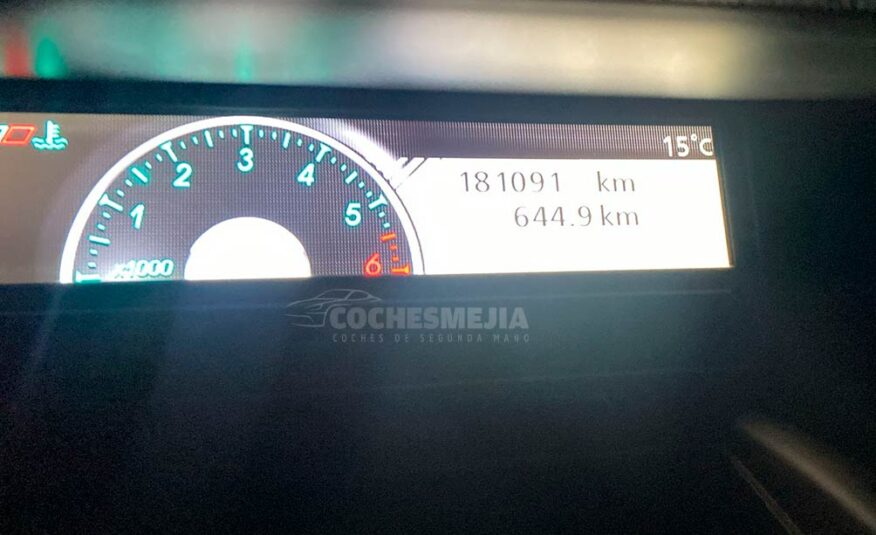 15°C
181091 km
644.9 km
1 2 3 4 5 6
x1000
COCHESMEJIA
COCHES DE SEGUNDA MANO